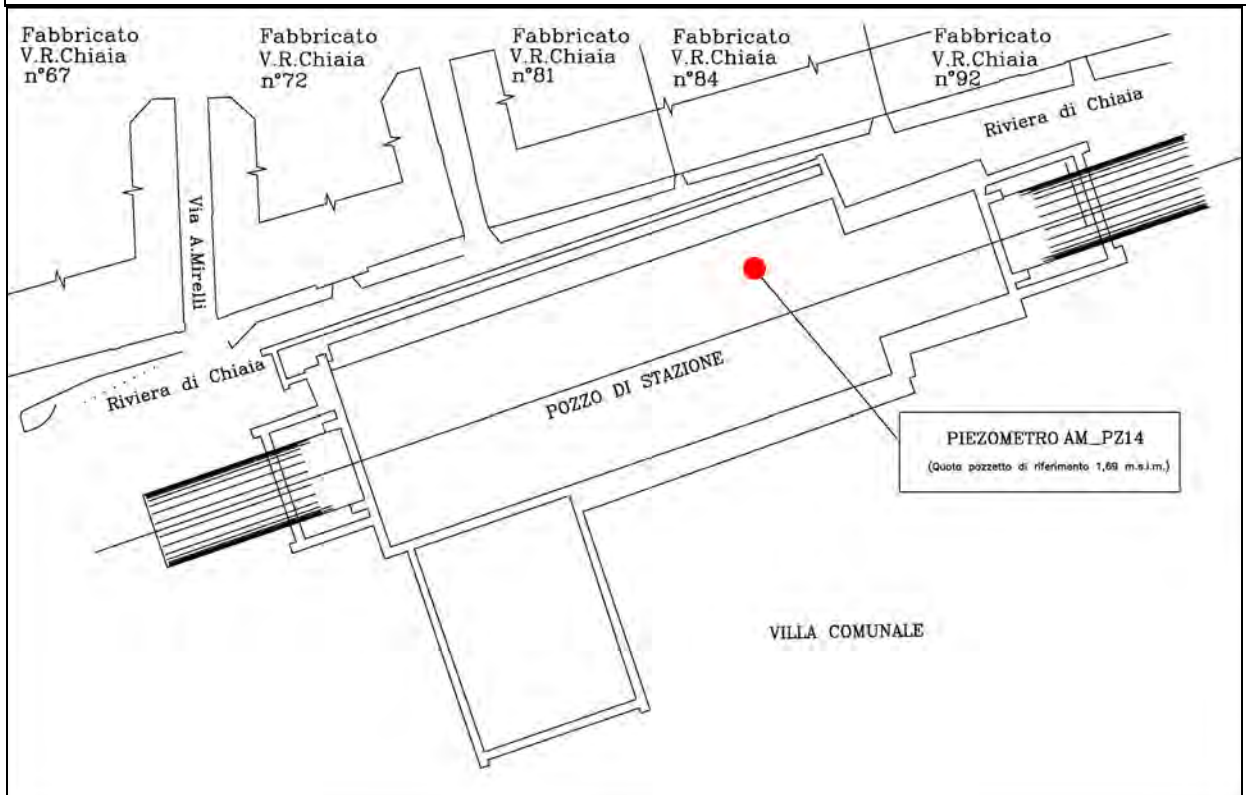 Fabbricato
V.R.Chiaia
n°67
Fabbricato
V.R.Chiaia
n°72
Fabbricato
V.R.Chiaia
n°81
Fabbricato
V.R.Chiaia
n°84
Fabbricato
V.R.Chiaia
n°92
Riviera di Chiaia
Via A.Mirelli
Riviera di Chiaia
POZZO DI STAZIONE
PIEZOMETRO AM_PZ14
(Quota pozzetto di riferimento 1,69 m.s.l.m.)
VILLA COMUNALE